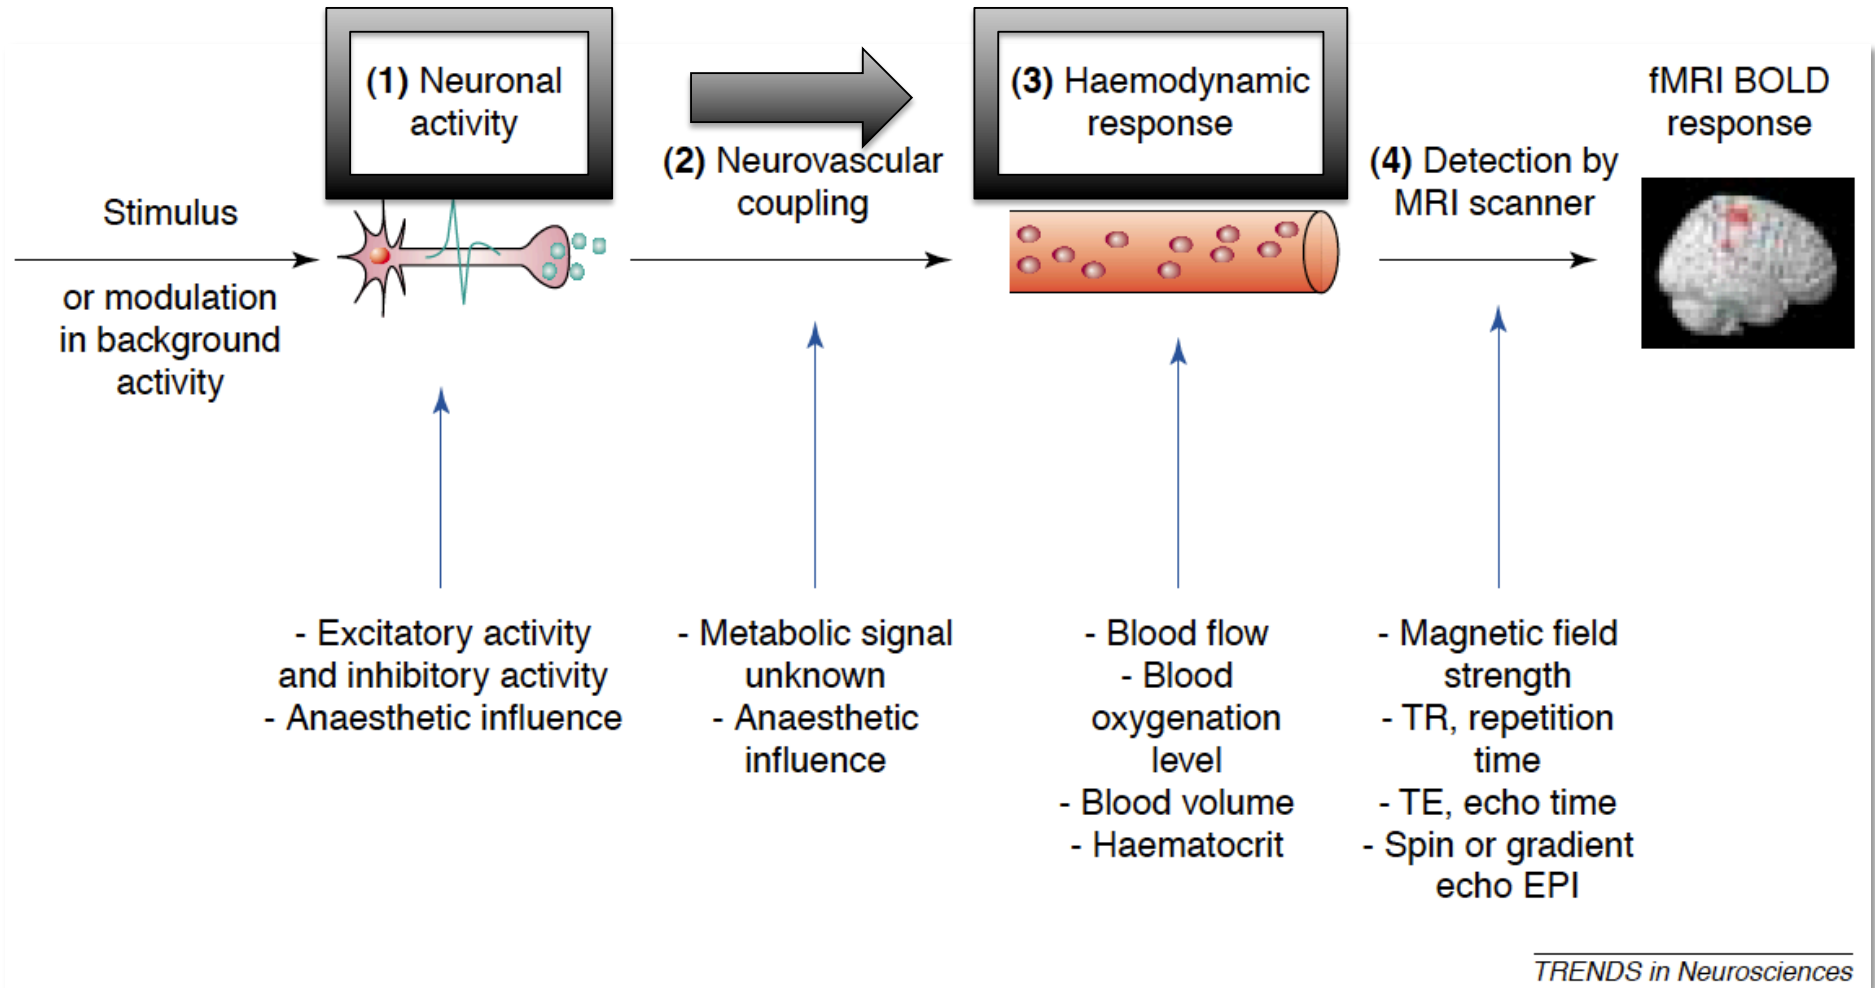 (1) Neuronal
activity
(2) Neurovascular
coupling
(3) Haemodynamic
response
(4) Detection by
MRI scanner
fMRI BOLD
response
Stimulus
or modulation
in background
activity
- Excitatory activity
and inhibitory activity
- Anaesthetic influence
- Metabolic signal
unknown
- Anaesthetic
influence
- Blood flow
- Blood
oxygenation
level
- Blood volume
- Haematocrit
- Magnetic field
strength
- TR, repetition
time
- TE, echo time
- Spin or gradient
echo EPI
TRENDS in Neurosciences